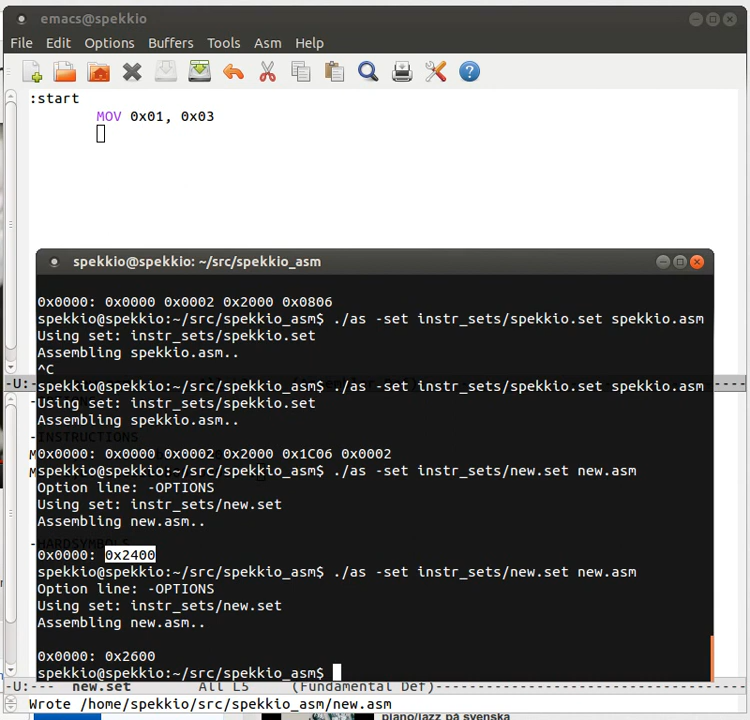 emacs@spekkio
File Edit Options Buffers Tools Asm Help
:start
MOV 0x01, 0x03
spekkio@spekkio: ~/src/spekkio_asm
0x0000: 0x0000 0x0002 0x2000 0x0806
spekkio@spekkio:~/src/spekkio_asm$ ./as -set instr_sets/spekkio.set spekkio.asm
Using set: instr_sets/spekkio.set
Assembling spekkio.asm..
^C
-U:-
spekkio@spekkio:~/src/spekkio_asm$ ./as -set instr_sets/spekkio.set spekkio.asm
Using set: instr_sets/spekkio.set
Assembling spekkio.asm..
-INSTRUCTIONS
0x0000: 0x0000 0x0002 0x2000 0x1C06 0x0002
spekkio@spekkio:~/src/spekkio_asm$ ./as -set instr_sets/new.set new.asm
Option line: -OPTIONS
Using set: instr_sets/new.set
Assembling new.asm..
-HARDSYMBOLS
0x0000: 0x2400
spekkio@spekkio:~/src/spekkio_asm$ ./as -set instr_sets/new.set new.asm
Option line: -OPTIONS
Using set: instr_sets/new.set
Assembling new.asm..
0x0000: 0x2600
spekkio@spekkio:~/src/spekkio_asm$
-U:--- new.set All L5 (Fundamental Def)
Wrote /home/spekkio/src/spekkio_asm/new.asm
piano/jazz på svenska